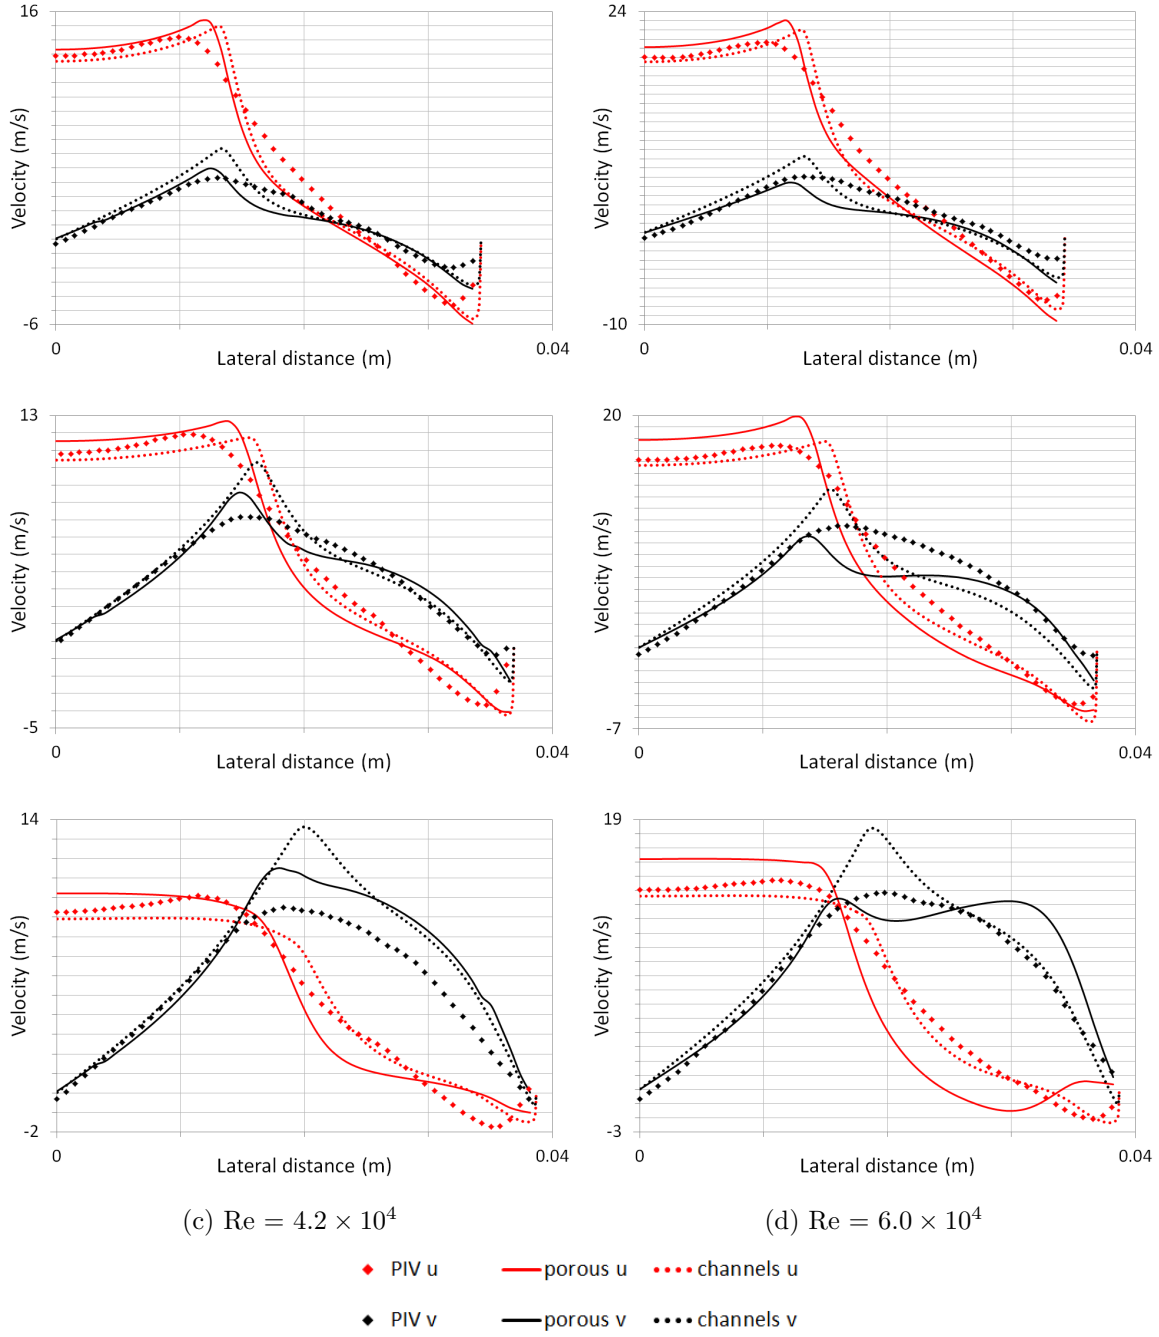 16
Velocity (m/s)
-6
0
Lateral distance (m)
0.04
24
Velocity (m/s)
-10
0
Lateral distance (m)
0.04
13
Velocity (m/s)
-5
0
Lateral distance (m)
0.04
20
Velocity (m/s)
-7
0
Lateral distance (m)
0.04
14
Velocity (m/s)
-2
0
Lateral distance (m)
0.04
19
Velocity (m/s)
-3
0
Lateral distance (m)
0.04
(c) Re = 4.2 × 10⁴
(d) Re = 6.0 × 10⁴
PIV u porous u channels u
PIV v porous v channels v